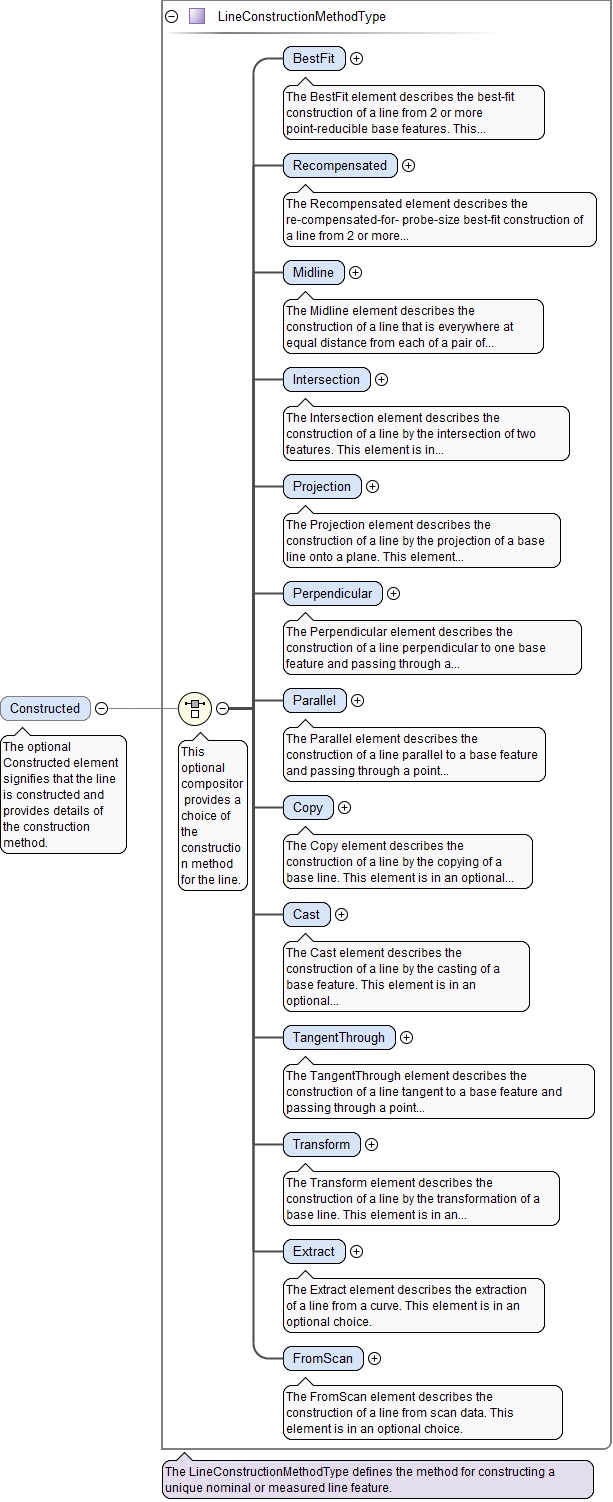 LineConstructionMethodType
BestFit
The BestFit element describes the best-fit
construction of a line from 2 or more
point-reducible base features. This...
Recompensated
The Recompensated element describes the
re-compensated-for- probe-size best-fit construction of
a line from 2 or more...
Midline
The Midline element describes the
construction of a line that is everywhere at
equal distance from each of a pair of...
Intersection
The Intersection element describes the
construction of a line by the intersection of two
features. This element is in...
Projection
The Projection element describes the
construction of a line by the projection of a base
line onto a plane. This element...
Perpendicular
The Perpendicular element describes the
construction of a line perpendicular to one base
feature and passing through a...
Constructed
The optional
Constructed element
signifies that the line
is constructed and
provides details of
the construction
method.
This
optional
compositor
provides a
choice of
the
constructio
n method
for the line.
Parallel
The Parallel element describes the
construction of a line parallel to a base feature
and passing through a point...
Copy
The Copy element describes the
construction of a line by the copying of a
base line. This element is in an optional...
Cast
The Cast element describes the
construction of a line by the casting of a
base feature. This element is in an
optional...
TangentThrough
The TangentThrough element describes the
construction of a line tangent to a base feature and
passing through a point...
Transform
The Transform element describes the
construction of a line by the transformation of a
base line. This element is in an...
Extract
The Extract element describes the extraction
of a line from a curve. This element is in an
optional choice.
FromScan
The FromScan element describes the
construction of a line from scan data. This
element is in an optional choice.
The LineConstructionMethodType defines the method for constructing a
unique nominal or measured line feature.